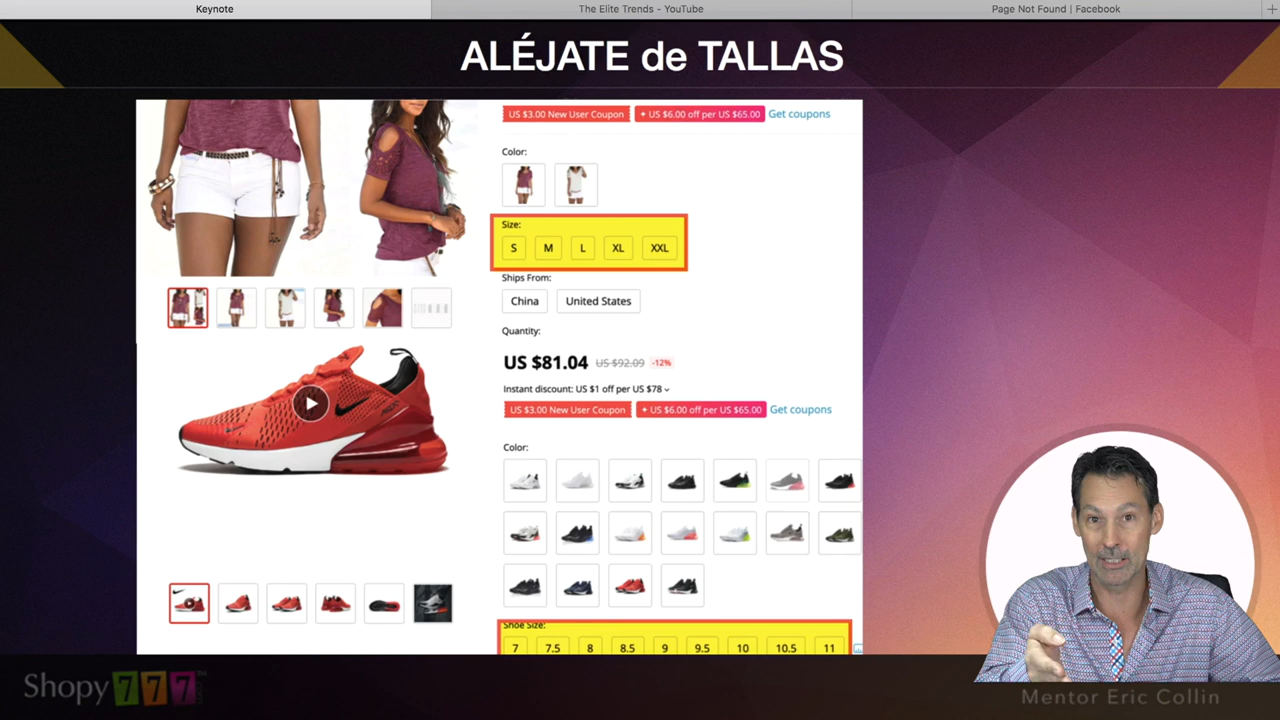 Keynote
The Elite Trends - YouTube
Page Not Found | Facebook
ALÉJATE de TALLAS
US $3.00 New User Coupon
+ US $6.00 off per US $65.00
Get coupons
Color:
Size:
S M L XL XXL
Ships From:
China United States
Quantity:
US $81.04 US $92.09 -12%
Instant discount: US $1 off per US $78
US $3.00 New User Coupon
+ US $6.00 off per US $65.00
Get coupons
Color:
Shoe Size:
7 7.5 8 8.5 9 9.5 10 10.5 11
Shopy777
Mentor Eric Collin